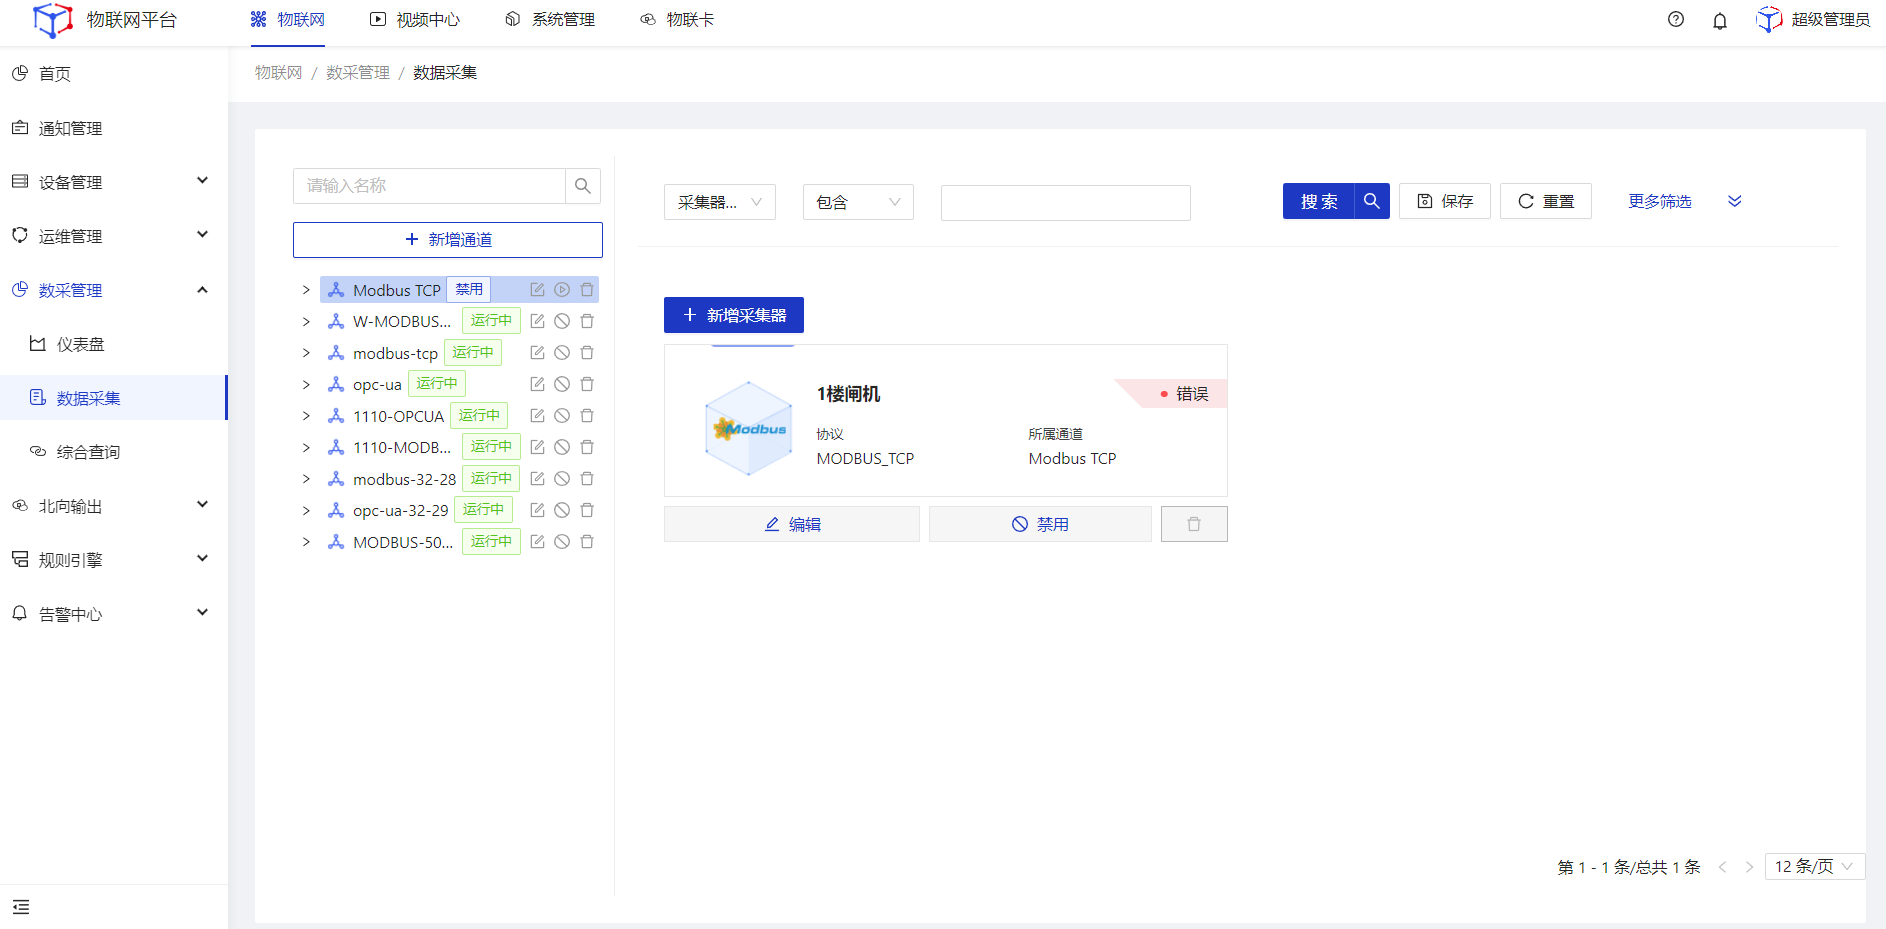 物联网平台
物联网
视频中心
系统管理
物联卡
超级管理员
首页
通知管理
设备管理
运维管理
数采管理
仪表盘
数据采集
综合查询
北向输出
规则引擎
告警中心
物联网 / 数采管理 / 数据采集
请输入名称
新增通道
Modbus TCP 禁用
W-MODBUS... 运行中
modbus-tcp 运行中
opc-ua 运行中
1110-OPCUA 运行中
1110-MODB... 运行中
modbus-32-28 运行中
opc-ua-32-29 运行中
MODBUS-50... 运行中
采集器... 包含 搜索 保存 重置 更多筛选
新增采集器
1楼闸机
错误
Modbus
协议 所属通道
MODBUS_TCP Modbus TCP
编辑 禁用
第 1 - 1 条/总共 1 条 12 条/页